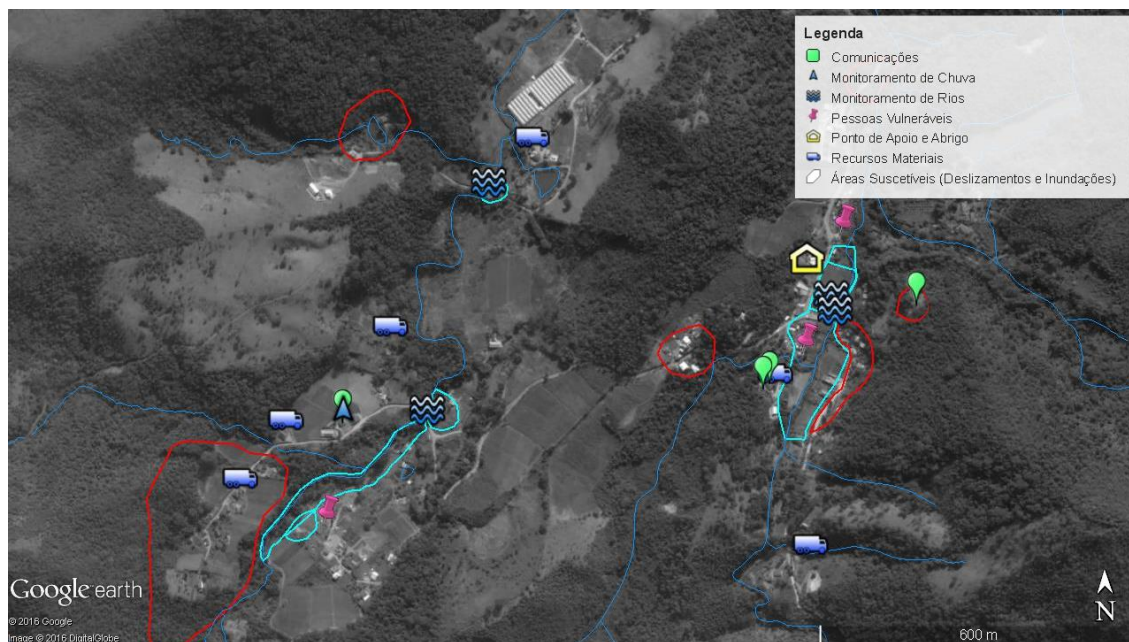 Legenda
Comunicações
Monitoramento de Chuva
Monitoramento de Rios
Pessoas Vulneráveis
Ponto de Apoio e Abrigo
Recursos Materiais
Áreas Suscetíveis (Deslizamentos e Inundações)
Google earth
© 2016 Google
Image © 2016 DigitalGlobe
N
600 m